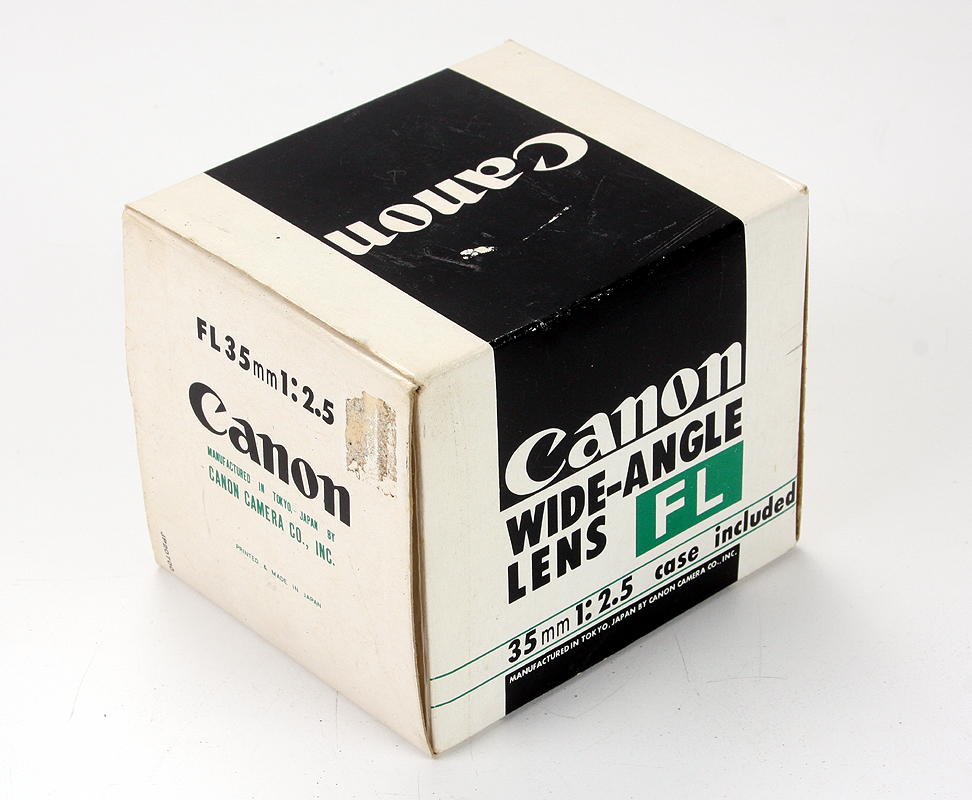 Canon
FL35mm1:2.5
Canon
MANUFACTURED IN TOKYO, JAPAN BY
CANON CAMERA CO., INC.
PRINTED & MADE IN JAPAN
Canon
WIDE-ANGLE
LENS FL
35mm 1:2.5 case included
MANUFACTURED IN TOKYO, JAPAN BY CANON CAMERA CO., INC.